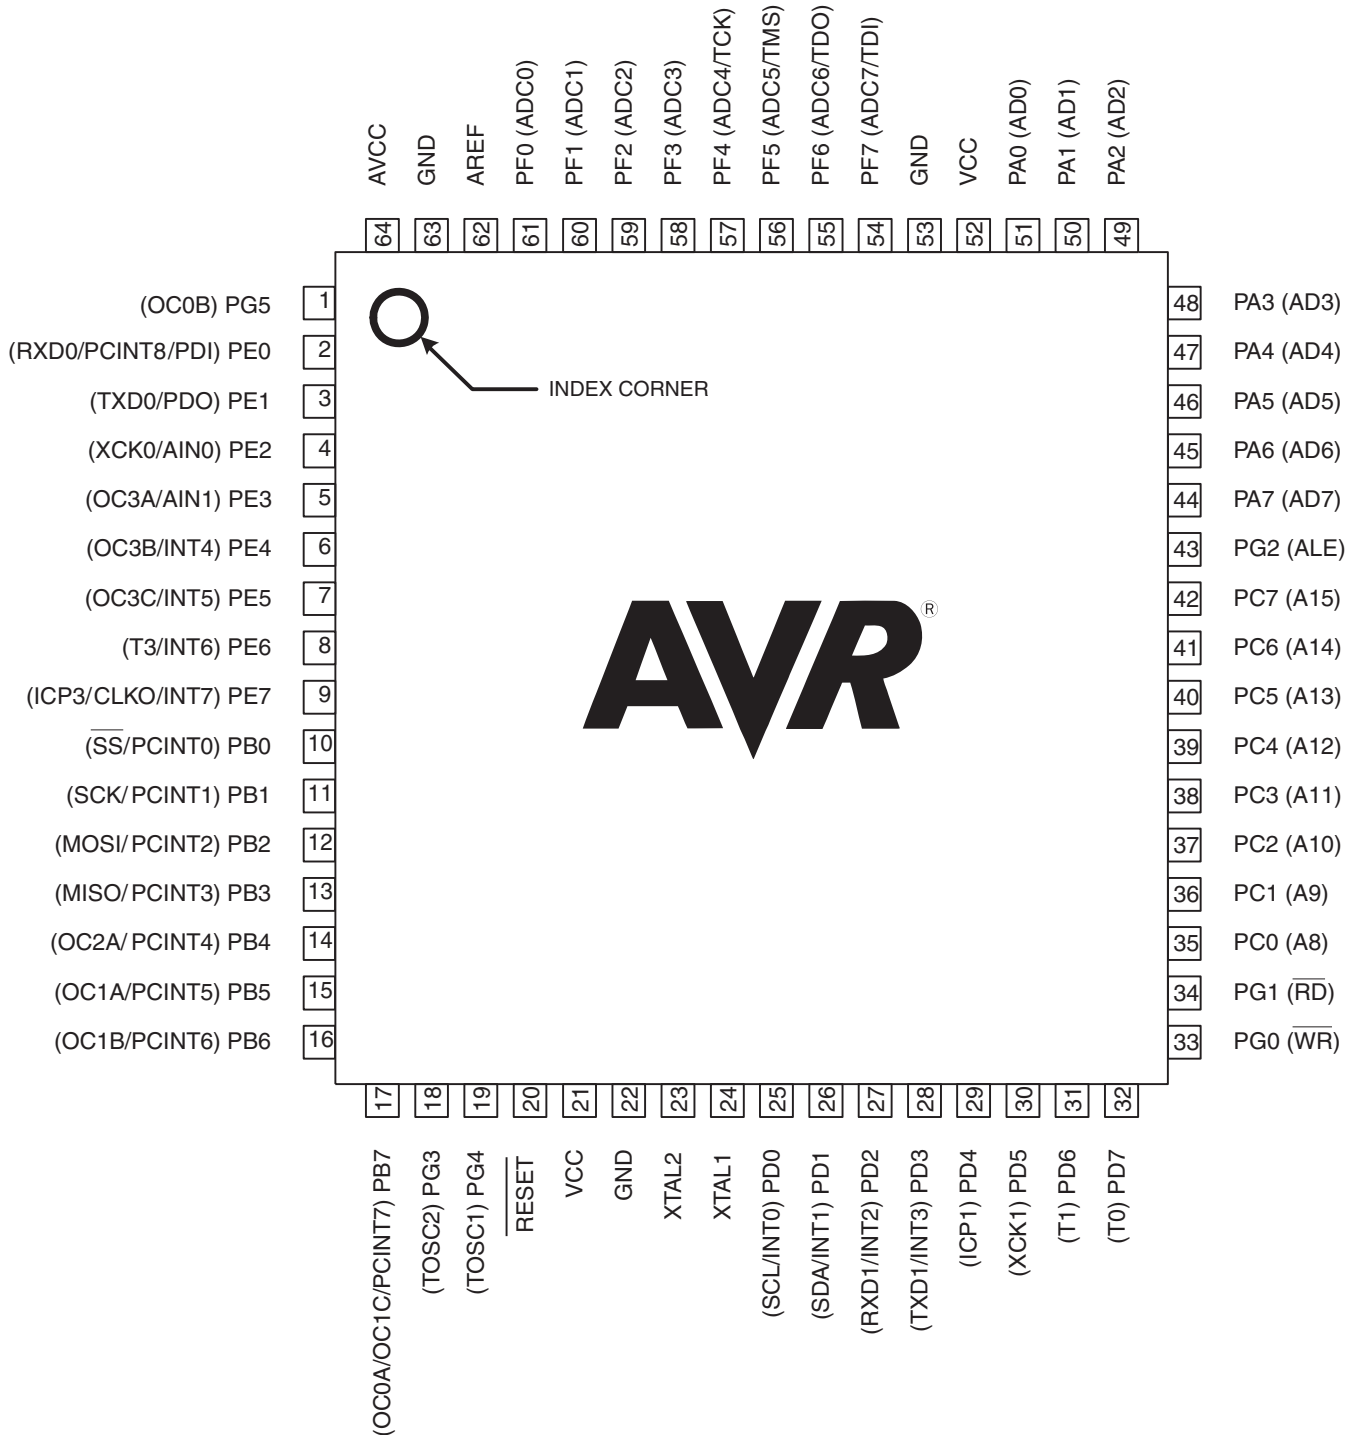 AVCC
GND
AREF
PF0 (ADC0)
PF1 (ADC1)
PF2 (ADC2)
PF3 (ADC3)
PF4 (ADC4/TCK)
PF5 (ADC5/TMS)
PF6 (ADC6/TDO)
PF7 (ADC7/TDI)
GND
VCC
PA0 (AD0)
PA1 (AD1)
PA2 (AD2)
64
63
62
61
60
59
58
57
56
55
54
53
52
51
50
49
(OC0B) PG5 1
(RXD0/PCINT8/PDI) PE0 2
(TXD0/PDO) PE1 3
(XCK0/AIN0) PE2 4
(OC3A/AIN1) PE3 5
(OC3B/INT4) PE4 6
(OC3C/INT5) PE5 7
(T3/INT6) PE6 8
(ICP3/CLKO/INT7) PE7 9
(SS/PCINT0) PB0 10
(SCK/PCINT1) PB1 11
(MOSI/PCINT2) PB2 12
(MISO/PCINT3) PB3 13
(OC2A/PCINT4) PB4 14
(OC1A/PCINT5) PB5 15
(OC1B/PCINT6) PB6 16
INDEX CORNER
AVR®
48 PA3 (AD3)
47 PA4 (AD4)
46 PA5 (AD5)
45 PA6 (AD6)
44 PA7 (AD7)
43 PG2 (ALE)
42 PC7 (A15)
41 PC6 (A14)
40 PC5 (A13)
39 PC4 (A12)
38 PC3 (A11)
37 PC2 (A10)
36 PC1 (A9)
35 PC0 (A8)
34 PG1 (RD)
33 PG0 (WR)
17
18
19
20
21
22
23
24
25
26
27
28
29
30
31
32
(OC0A/OC1C/PCINT7) PB7
(TOSC2) PG3
(TOSC1) PG4
RESET
VCC
GND
XTAL2
XTAL1
(SCL/INT0) PD0
(SDA/INT1) PD1
(RXD1/INT2) PD2
(TXD1/INT3) PD3
(ICP1) PD4
(XCK1) PD5
(T1) PD6
(T0) PD7